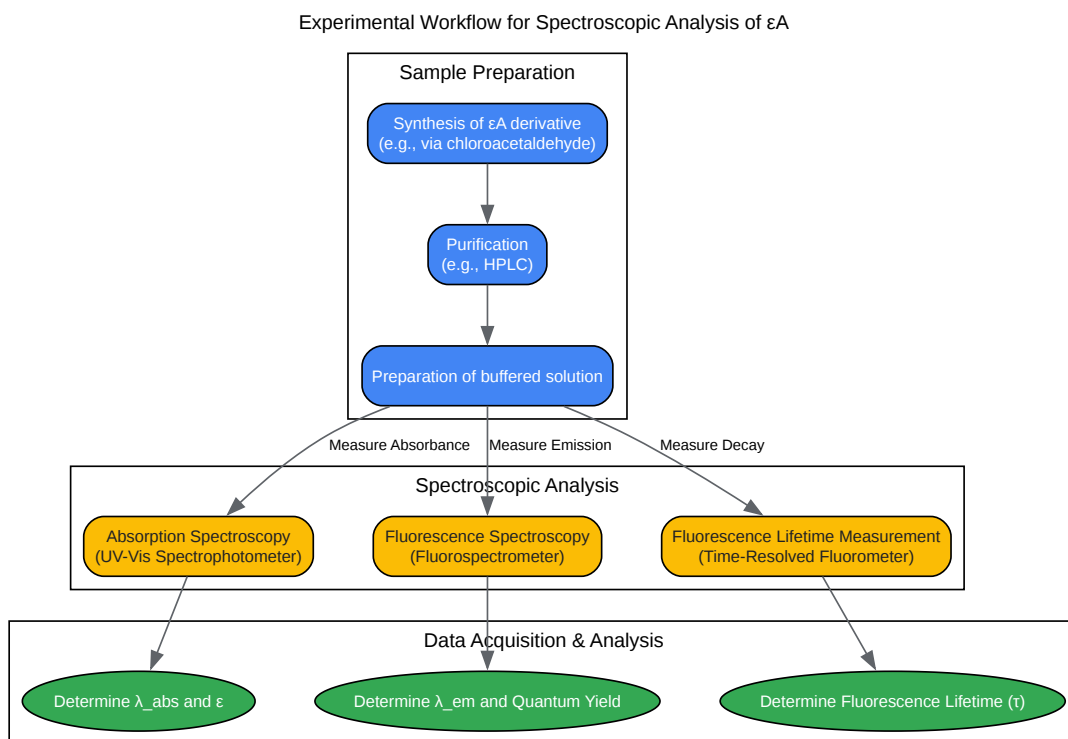 Experimental Workflow for Spectroscopic Analysis of εA
Sample Preparation
Synthesis of εA derivative
(e.g., via chloroacetaldehyde)
Purification
(e.g., HPLC)
Preparation of buffered solution
Measure Absorbance
Measure Emission
Measure Decay
Spectroscopic Analysis
Absorption Spectroscopy
(UV-Vis Spectrophotometer)
Fluorescence Spectroscopy
(Fluorospectrometer)
Fluorescence Lifetime Measurement
(Time-Resolved Fluorometer)
Data Acquisition & Analysis
Determine λ_abs and ε
Determine λ_em and Quantum Yield
Determine Fluorescence Lifetime (τ)